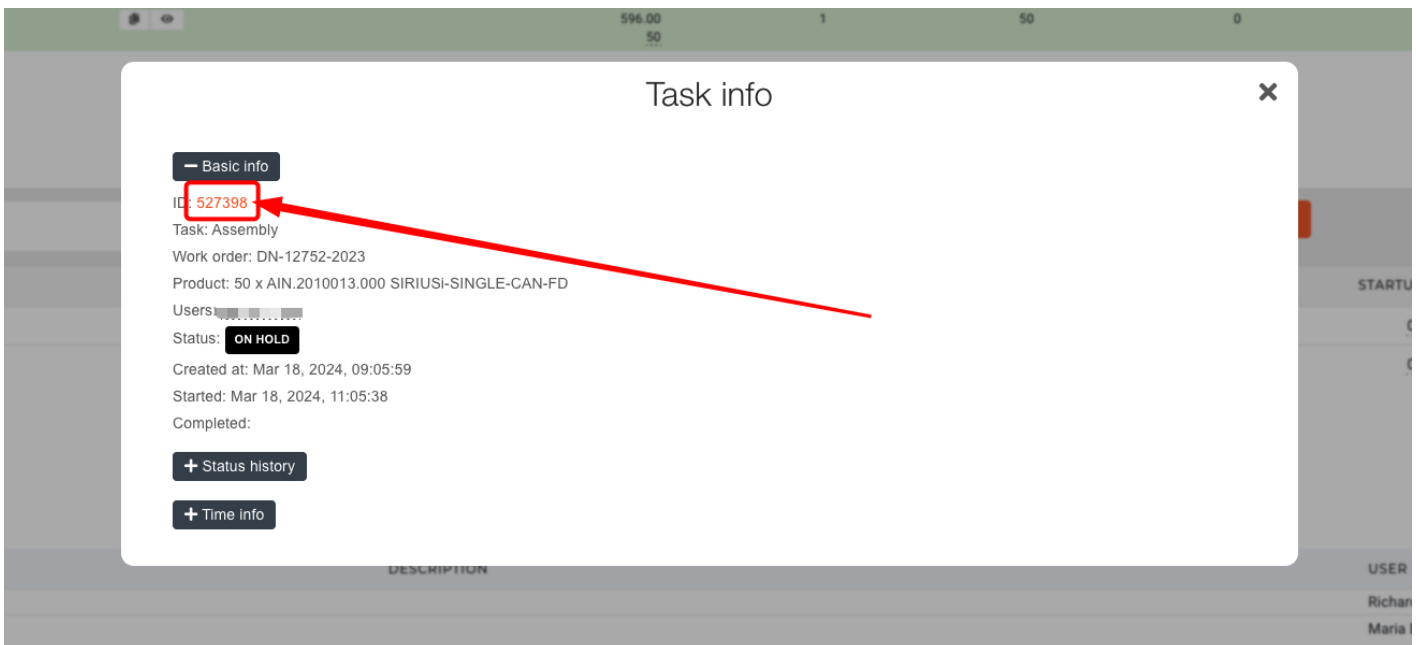 596.00 1 50 0
50
Task info
Basic info
ID: 527398
Task: Assembly
Work order: DN-12752-2023
Product: 50 x AIN.2010013.000 SIRIUSi-SINGLE-CAN-FD
Users:
Status: ON HOLD
Created at: Mar 18, 2024, 09:05:59
Started: Mar 18, 2024, 11:05:38
Completed:
Status history
Time info
STARTU
DESCRIPTION USER
Richar
Maria